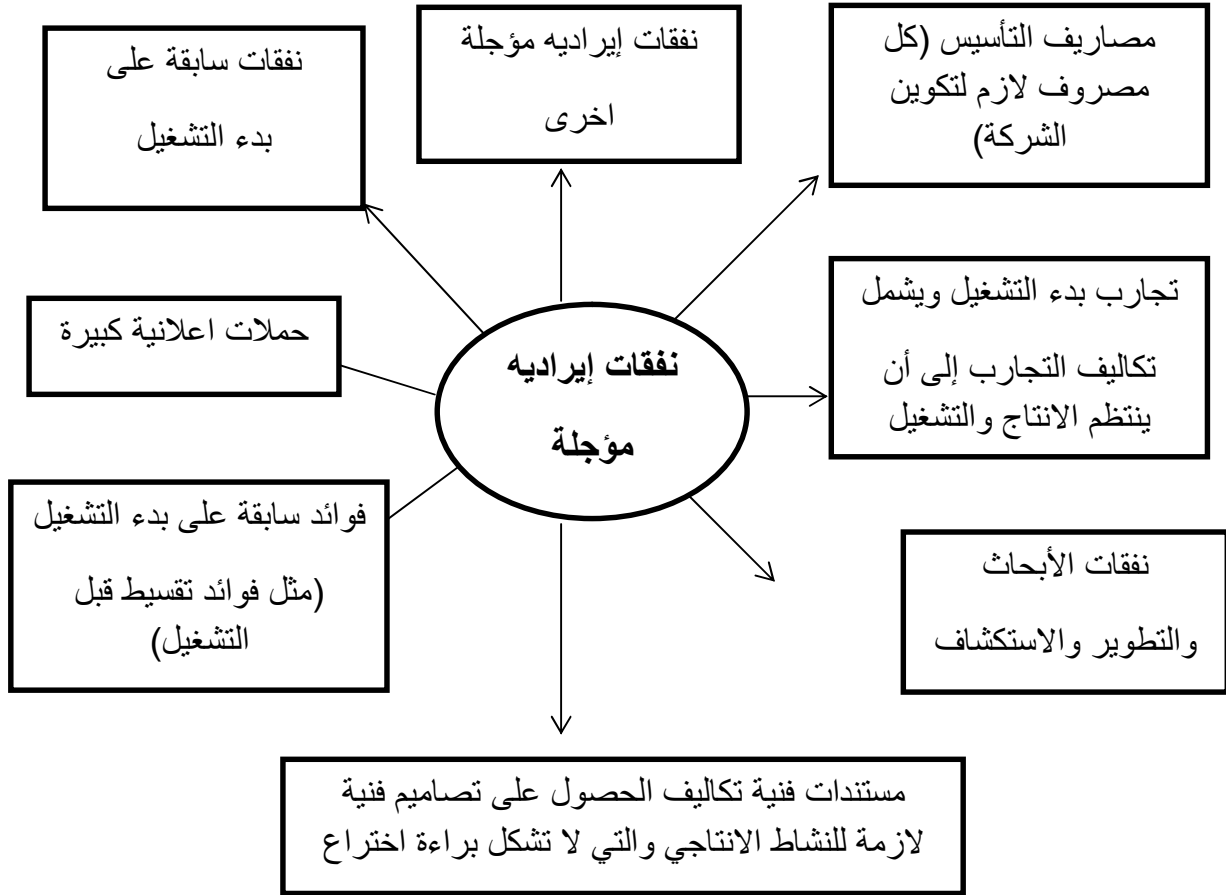 مصاريف التأسيس (كل
مصروف لازم لتكوين
الشركة)
نفقات إيراديه مؤجلة
اخرى
نفقات سابقة على
بدء التشغيل
تجارب بدء التشغيل ويشمل
تكاليف التجارب إلى أن
ينتظم الانتاج والتشغيل
نفقات إيراديه
مؤجلة
حملات اعلانية كبيرة
نفقات الأبحاث
والتطوير والاستكشاف
فوائد سابقة على بدء التشغيل
(مثل فوائد تقسيط قبل
التشغيل)
مستندات فنية تكاليف الحصول على تصاميم فنية
لازمة للنشاط الانتاجي والتي لا تشكل براءة اختراع